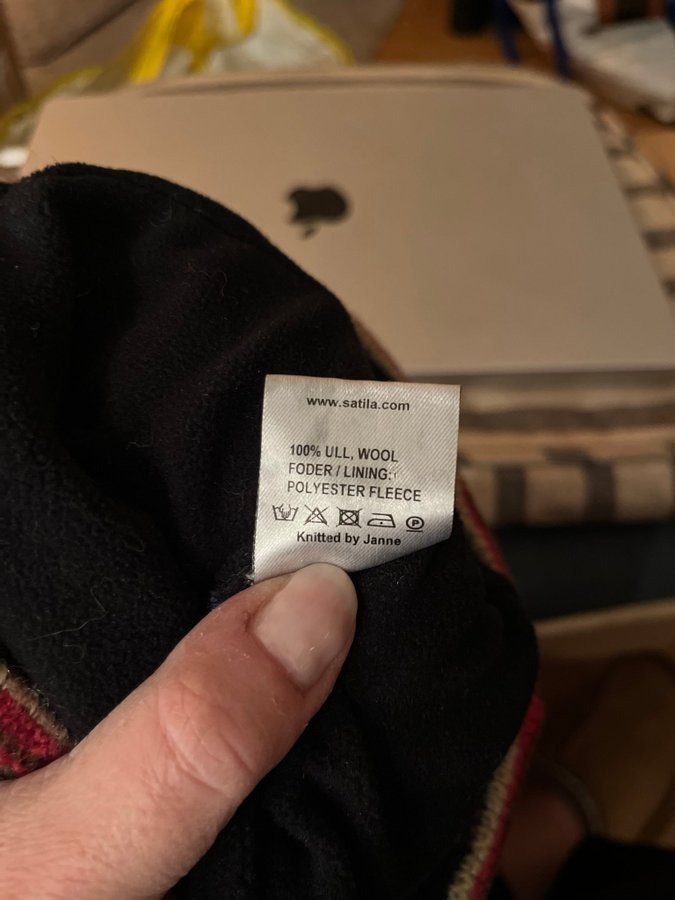 www.satila.com
100% ULL, WOOL
FODER / LINING:
POLYESTER FLEECE
P
Knitted by Janne